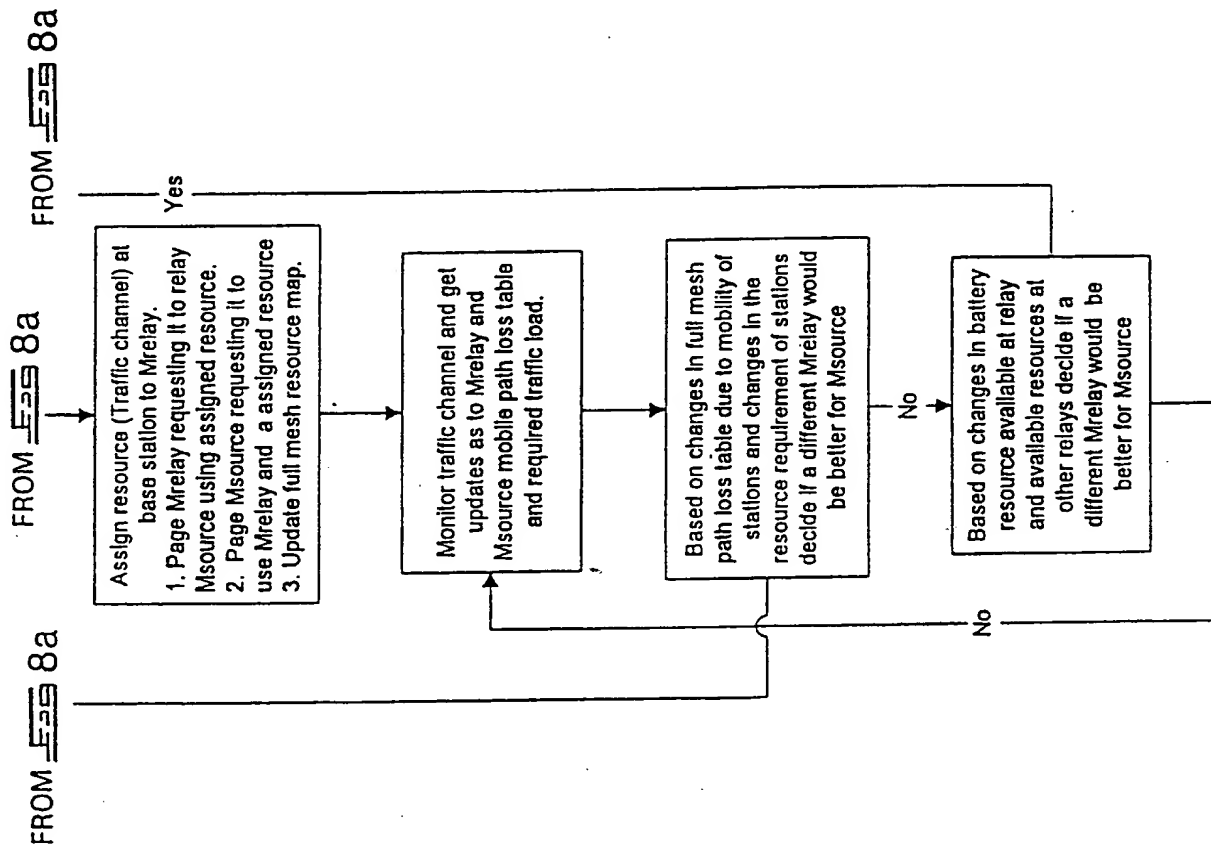 FROM Fig 8a
FROM Fig 8a
FROM Fig 8a
Assign resource (Traffic channel) at
base station to Mrelay.
1. Page Mrelay requesting it to relay
Msource using assigned resource.
2. Page Msource requesting it to
use Mrelay and a assigned resource
3. Update full mesh resource map.
Yes
Monitor traffic channel and get
updates as to Mrelay and
Msource mobile path loss table
and required traffic load.
Based on changes in full mesh
path loss table due to mobility of
stations and changes in the
resource requirement of stations
decide if a different Mrelay would
be better for Msource
No
Based on changes in battery
resource available at relay
and available resources at
other relays decide if a
different Mrelay would be
better for Msource
No